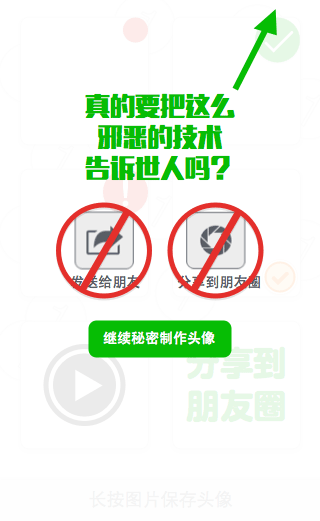 真的要把这么
邪恶的技术
告诉世人吗?
发送给朋友
分享到朋友圈
继续秘密制作头像
分享到
朋友圈
长按图片保存头像